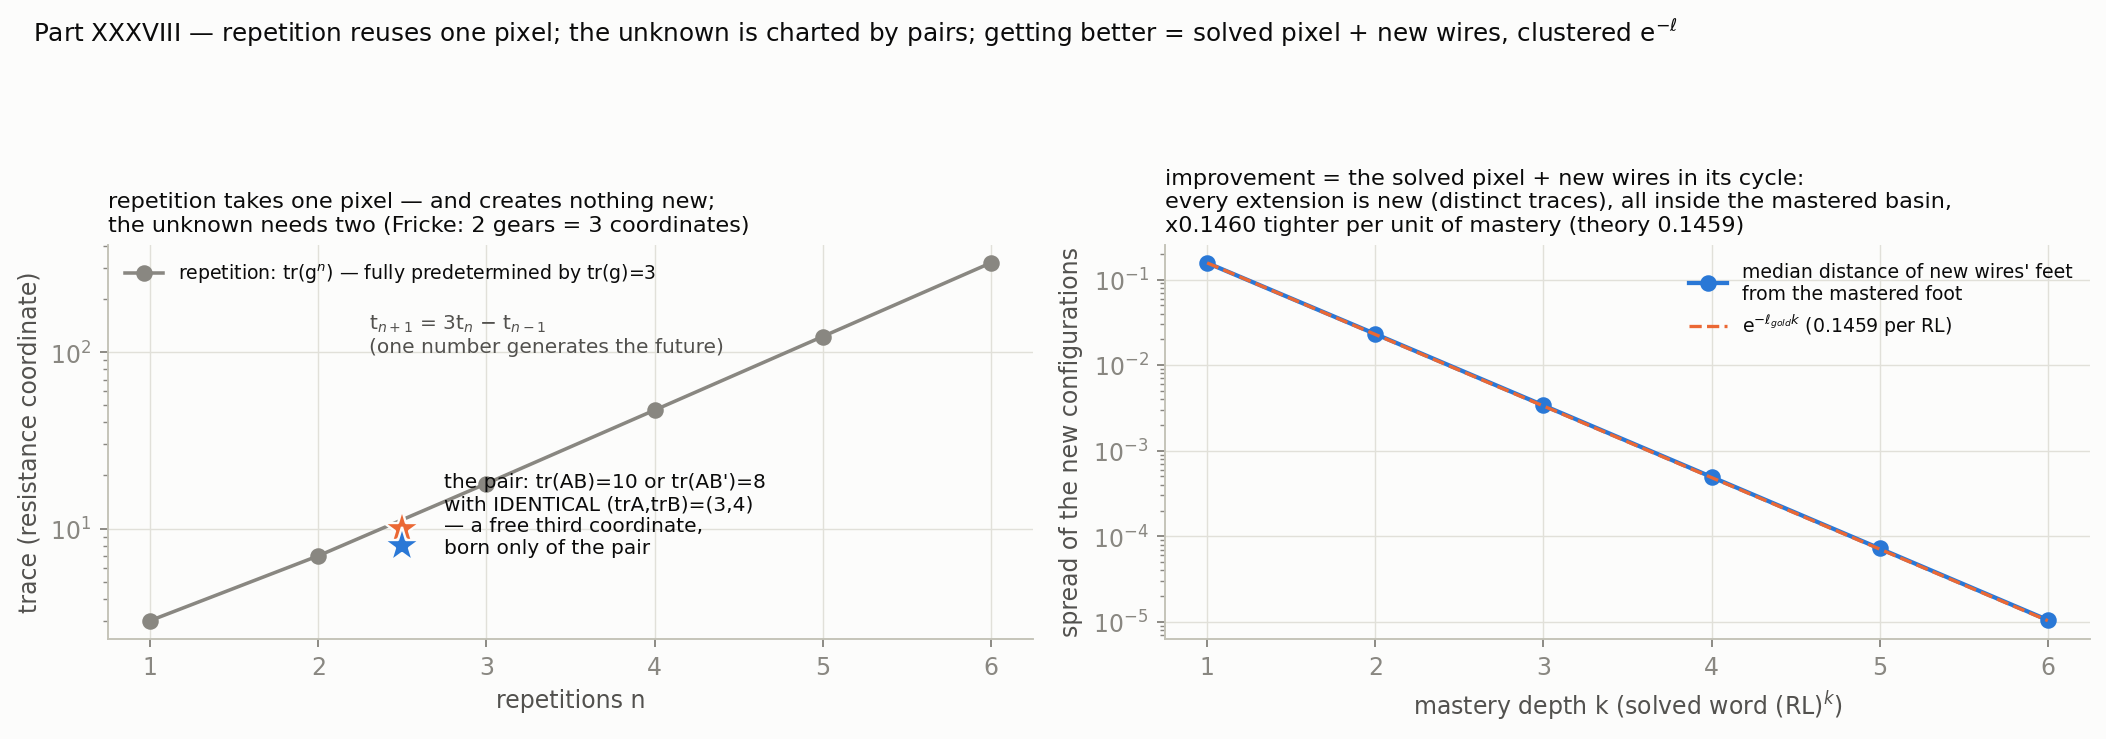 Part XXXVIII — repetition reuses one pixel; the unknown is charted by pairs; getting better = solved pixel + new wires, clustered e^{−ℓ}
repetition takes one pixel — and creates nothing new;
the unknown needs two (Fricke: 2 gears = 3 coordinates)
repetition: tr(g^n) — fully predetermined by tr(g)=3
t_{n+1} = 3t_n − t_{n−1}
(one number generates the future)
the pair: tr(AB)=10 or tr(AB')=8
with IDENTICAL (trA,trB)=(3,4)
— a free third coordinate,
born only of the pair
trace (resistance coordinate)
10^2
10^1
1 2 3 4 5 6
repetitions n
improvement = the solved pixel + new wires in its cycle:
every extension is new (distinct traces), all inside the mastered basin,
x0.1460 tighter per unit of mastery (theory 0.1459)
median distance of new wires' feet
from the mastered foot
e^{−ℓ_{gold}k} (0.1459 per RL)
spread of the new configurations
10^{−1}
10^{−2}
10^{−3}
10^{−4}
10^{−5}
1 2 3 4 5 6
mastery depth k (solved word (RL)^k)